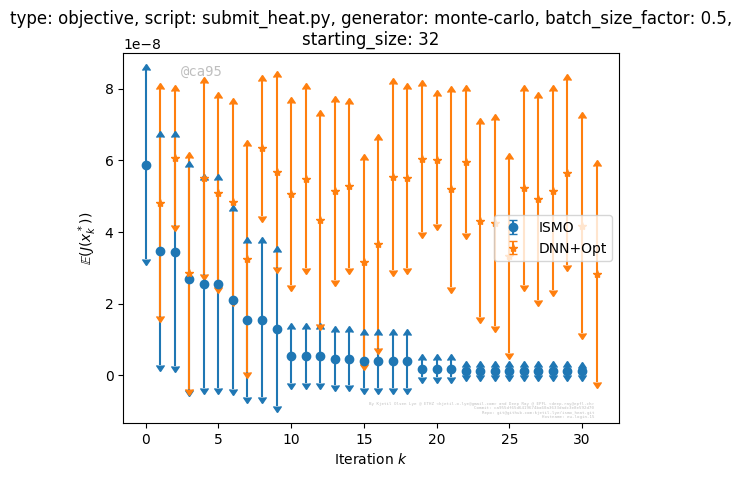 type: objective, script: submit_heat.py, generator: monte-carlo, batch_size_factor: 0.5,
starting_size: 32
1e−8
@ca95
8
6
4
2
0
𝔼(J(x*ₖ))
ISMO
DNN+Opt
0 5 10 15 20 25 30
Iteration k